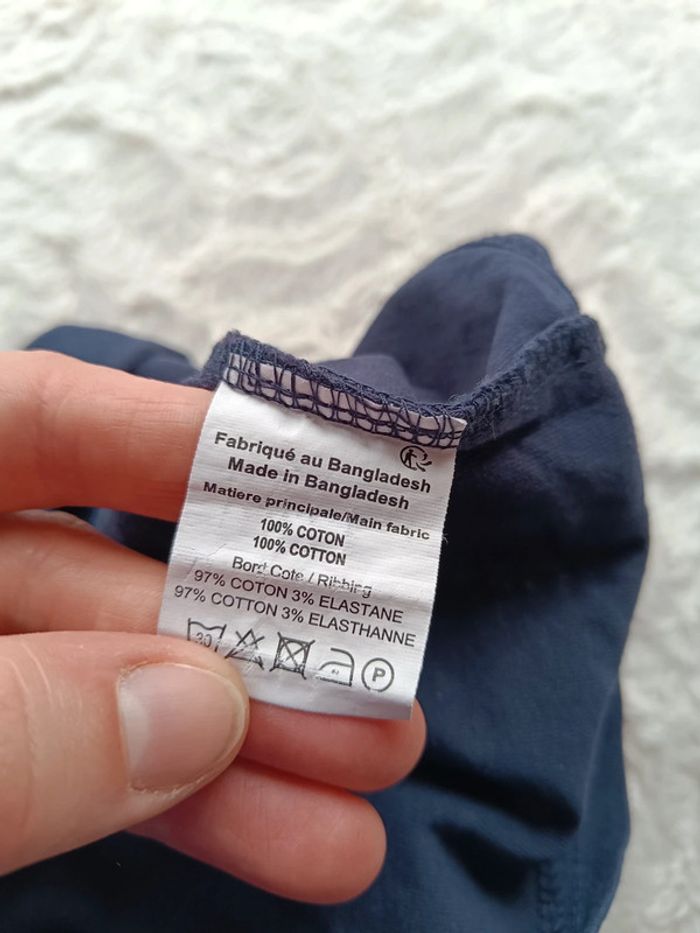 Fabriqué au Bangladesh
Made in Bangladesh
Matiere principale/Main fabric
100% COTON
100% COTTON
Bord Cote / Ribbing
97% COTON 3% ELASTANE
97% COTTON 3% ELASTHANNE
30 P